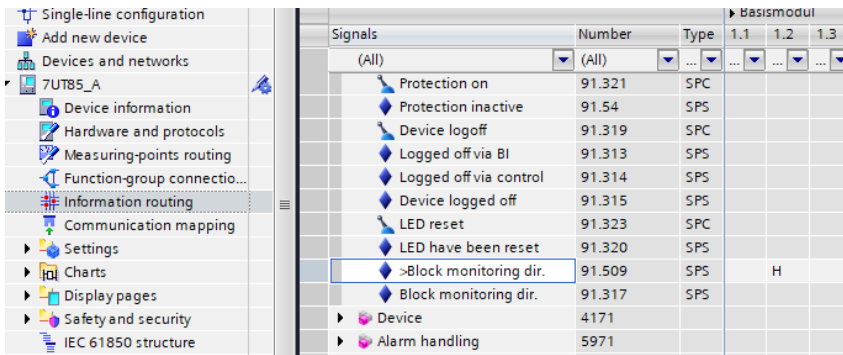 Single-line configuration
Add new device
Devices and networks
7UT85_A
Device information
Hardware and protocols
Measuring-points routing
Function-group connectio...
Information routing
Communication mapping
Settings
Charts
Display pages
Safety and security
IEC 61850 structure
Basismodul
Signals Number Type 1.1 1.2 1.3
(All) (All) ... ... ... ...
Protection on 91.321 SPC
Protection inactive 91.54 SPS
Device logoff 91.319 SPC
Logged off via BI 91.313 SPS
Logged off via control 91.314 SPS
Device logged off 91.315 SPS
LED reset 91.323 SPC
LED have been reset 91.320 SPS
>Block monitoring dir. 91.509 SPS H
Block monitoring dir. 91.317 SPS
Device 4171
Alarm handling 5971